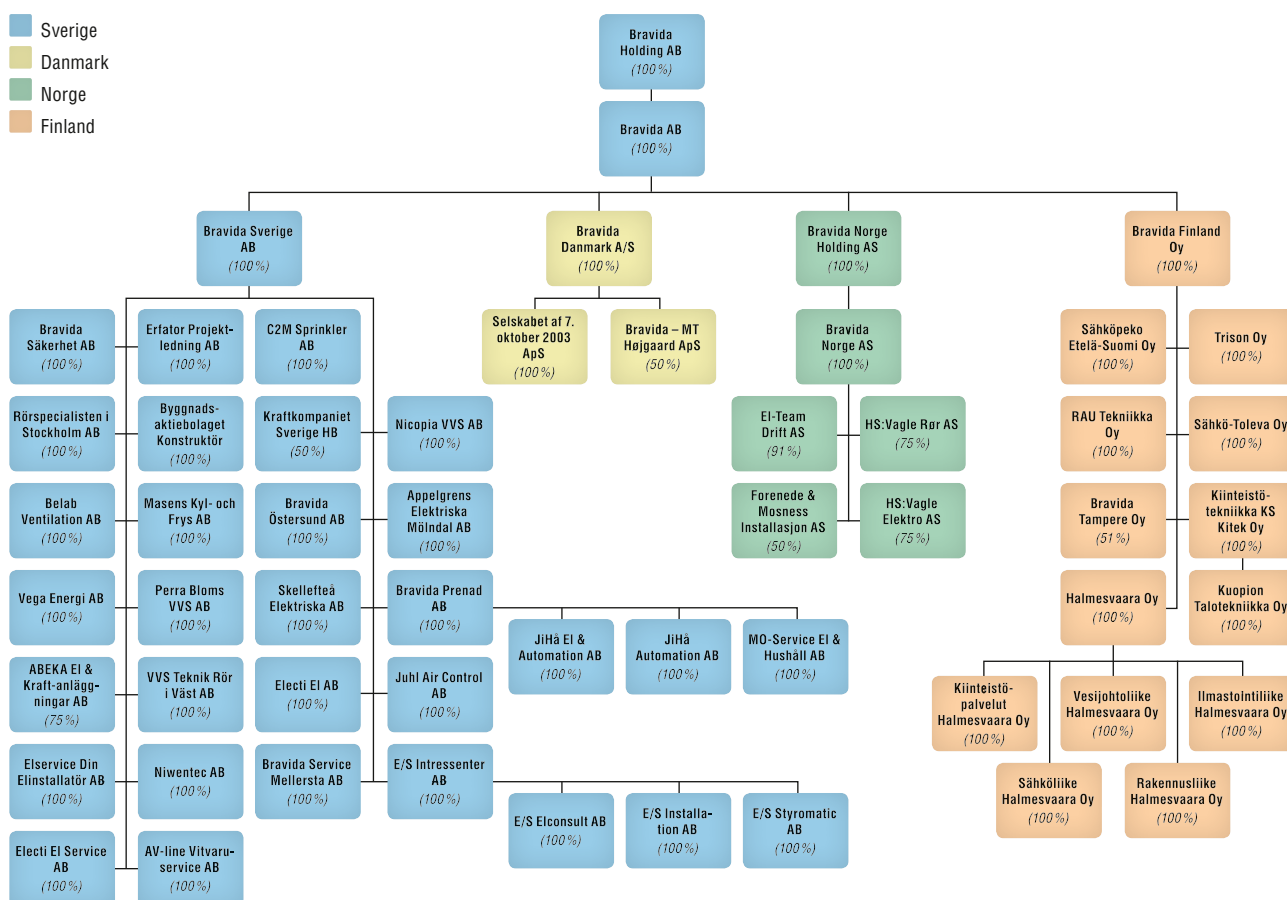 Sverige
Danmark
Norge
Finland
Bravida
Holding AB
(100%)
Bravida AB
(100%)
Bravida Sverige
AB
(100%)
Bravida
Danmark A/S
(100%)
Bravida Norge
Holding AS
(100%)
Bravida Finland
Oy
(100%)
Bravida
Säkerhet AB
(100%)
Erfator Projekt-
ledning AB
(100%)
C2M Sprinkler
AB
(100%)
Rörspecialisten i
Stockholm AB
(100%)
Byggnads-
aktiebolaget
Konstruktör
(100%)
Kraftkompaniet
Sverige HB
(50%)
Nicopia VVS AB
(100%)
Belab
Ventilation AB
(100%)
Masens Kyl- och
Frys AB
(100%)
Bravida
Östersund AB
(100%)
Appelgrens
Elektriska
Mölndal AB
(100%)
Vega Energi AB
(100%)
Perra Bloms
VVS AB
(100%)
Skellefteå
Elektriska AB
(100%)
Bravida Prenad
AB
(100%)
JiHå El &
Automation AB
(100%)
JiHå
Automation AB
(100%)
MO-Service El &
Hushåll AB
(100%)
ABEKA El &
Kraft-anlägg-
ningar AB
(75%)
VVS Teknik Rör
i Väst AB
(100%)
Electi El AB
(100%)
Juhl Air Control
AB
(100%)
Elservice Din
Elinstallatör AB
(100%)
Niwentec AB
(100%)
Bravida Service
Mellersta AB
(100%)
E/S Intressenter
AB
(100%)
E/S Elconsult AB
(100%)
E/S Installa-
tion AB
(100%)
E/S Styromatic
AB
(100%)
Electi El Service
AB
(100%)
AV-line Vitvaru-
service AB
(100%)
Selskabet af 7.
oktober 2003
ApS
(100%)
Bravida – MT
Højgaard ApS
(50%)
Bravida
Norge AS
(100%)
El-Team
Drift AS
(91%)
HS:Vagle Rør AS
(75%)
Forenede &
Mosness
Installasjon AS
(50%)
HS:Vagle
Elektro AS
(75%)
Sähköpeko
Etelä-Suomi Oy
(100%)
Trison Oy
(100%)
RAU Tekniikka
Oy
(100%)
Sähkö-Toleva Oy
(100%)
Bravida
Tampere Oy
(51%)
Kiinteistö-
tekniikka KS
Kitek Oy
(100%)
Halmesvaara Oy
(100%)
Kuopion
Talotekniikka Oy
(100%)
Kiinteistö-
palvelut
Halmesvaara Oy
(100%)
Vesijohtoliike
Halmesvaara Oy
(100%)
Ilmastointiliike
Halmesvaara Oy
(100%)
Sähköliike
Halmesvaara Oy
(100%)
Rakennusliike
Halmesvaara Oy
(100%)